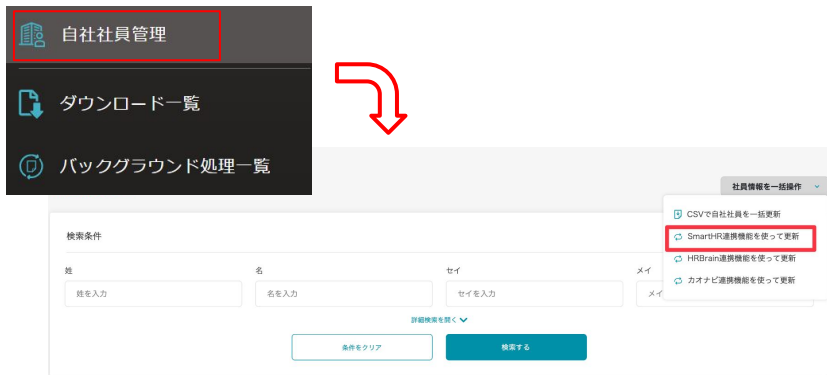 自社社員管理
ダウンロード一覧
バックグラウンド処理一覧
社員情報を一括操作
CSVで自社社員を一括更新
SmartHR連携機能を使って更新
HRBrain連携機能を使って更新
カオナビ連携機能を使って更新
検索条件
姓 名 セイ メイ
姓を入力 名を入力 セイを入力 メイ
詳細検索を開く
条件をクリア 検索する